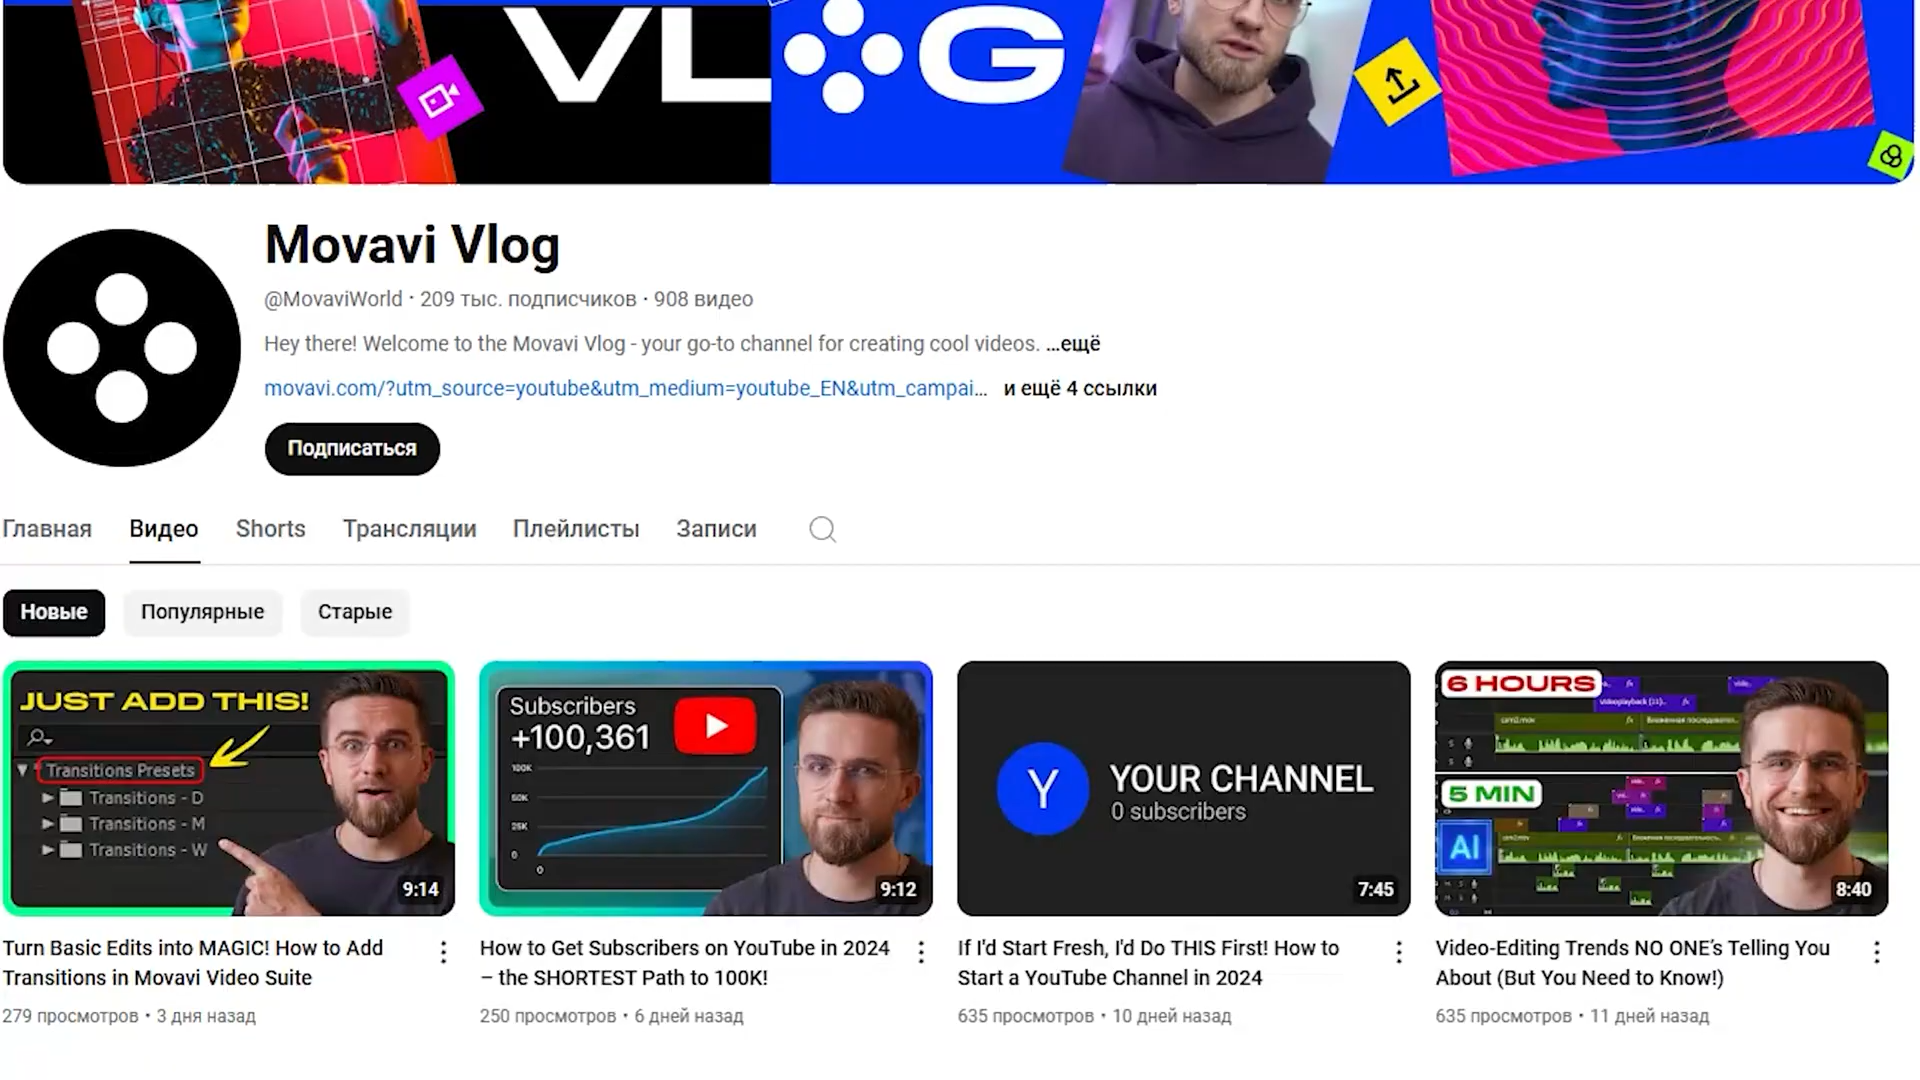 VL
G
Movavi Vlog
@MovaviWorld · 209 тыс. подписчиков · 908 видео
Hey there! Welcome to the Movavi Vlog - your go-to channel for creating cool videos. ...ещё
movavi.com/?utm_source=youtube&utm_medium=youtube_EN&utm_campai... и ещё 4 ссылки
Подписаться
Главная Видео Shorts Трансляции Плейлисты Записи
Новые Популярные Старые
JUST ADD THIS!
Transitions Presets
Transitions - D
Transitions - M
Transitions - W
9:14
Subscribers
+100,361
100K
50K
25K
0
0
9:12
Y
YOUR CHANNEL
0 subscribers
7:45
6 HOURS
5 MIN
AI
8:40
Turn Basic Edits into MAGIC! How to Add
Transitions in Movavi Video Suite
279 просмотров • 3 дня назад
How to Get Subscribers on YouTube in 2024
– the SHORTEST Path to 100K!
250 просмотров • 6 дней назад
If I'd Start Fresh, I'd Do THIS First! How to
Start a YouTube Channel in 2024
635 просмотров • 10 дней назад
Video-Editing Trends NO ONE's Telling You
About (But You Need to Know!)
635 просмотров • 11 дней назад